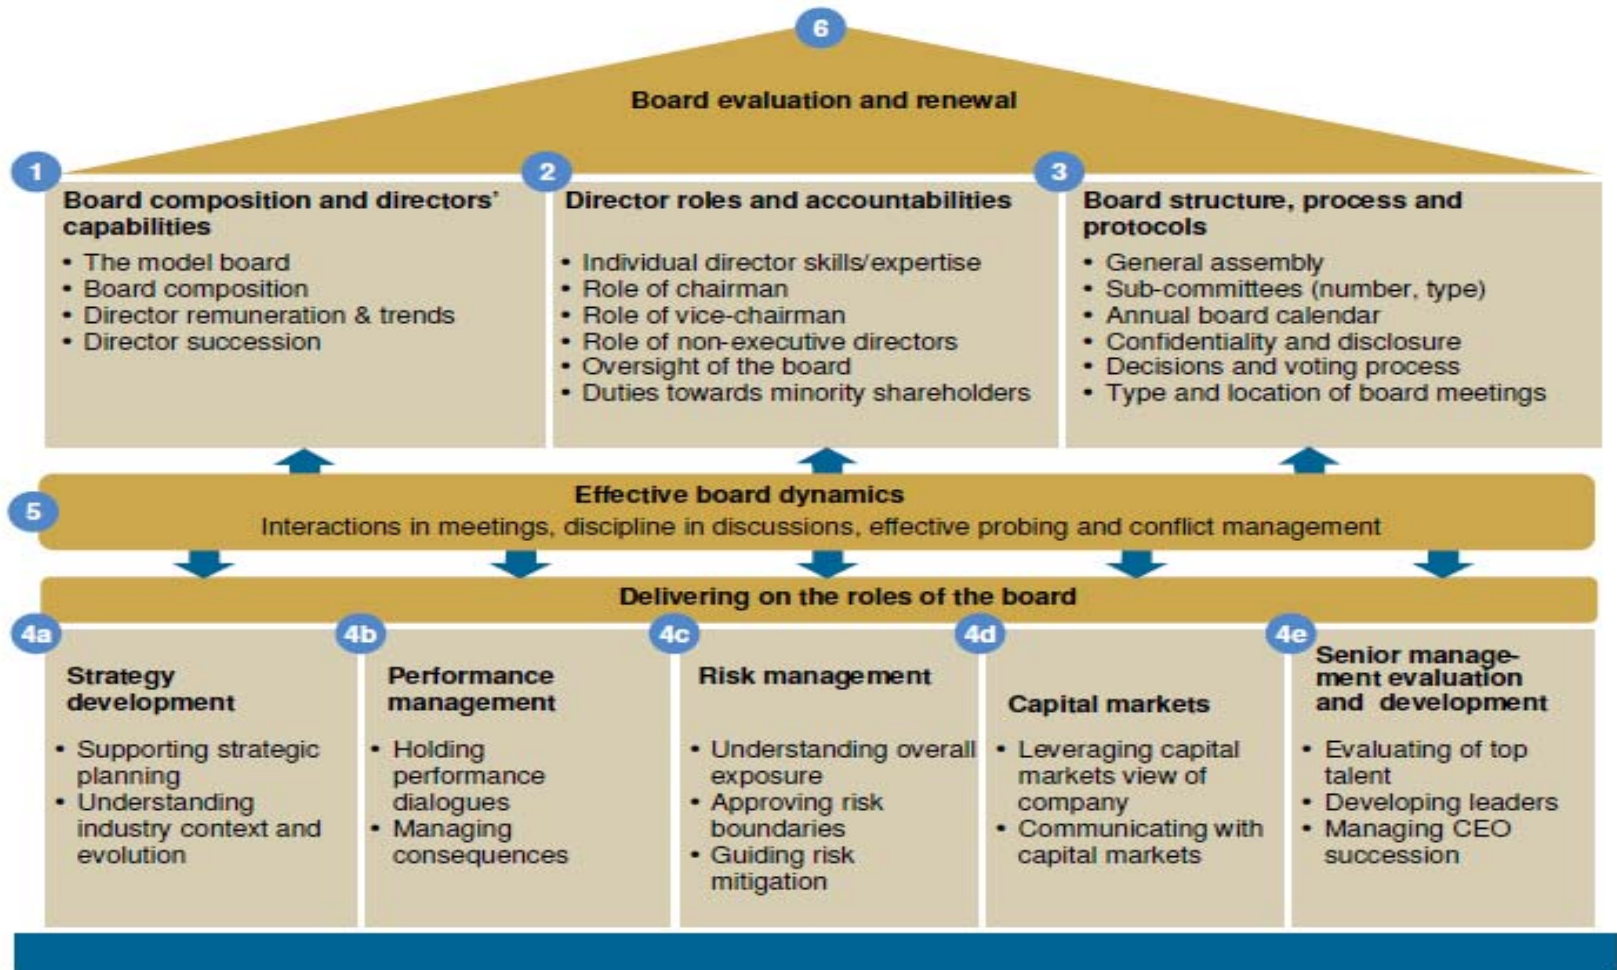 6
Board evaluation and renewal
1
Board composition and directors’
capabilities
• The model board
• Board composition
• Director remuneration & trends
• Director succession
2
Director roles and accountabilities
• Individual director skills/expertise
• Role of chairman
• Role of vice-chairman
• Role of non-executive directors
• Oversight of the board
• Duties towards minority shareholders
3
Board structure, process and
protocols
• General assembly
• Sub-committees (number, type)
• Annual board calendar
• Confidentiality and disclosure
• Decisions and voting process
• Type and location of board meetings
5
Effective board dynamics
Interactions in meetings, discipline in discussions, effective probing and conflict management
Delivering on the roles of the board
4a
Strategy
development
• Supporting strategic
planning
• Understanding
industry context and
evolution
4b
Performance
management
• Holding
performance
dialogues
• Managing
consequences
4c
Risk management
• Understanding overall
exposure
• Approving risk
boundaries
• Guiding risk
mitigation
4d
Capital markets
• Leveraging capital
markets view of
company
• Communicating with
capital markets
4e
Senior manage-
ment evaluation
and development
• Evaluating of top
talent
• Developing leaders
• Managing CEO
succession